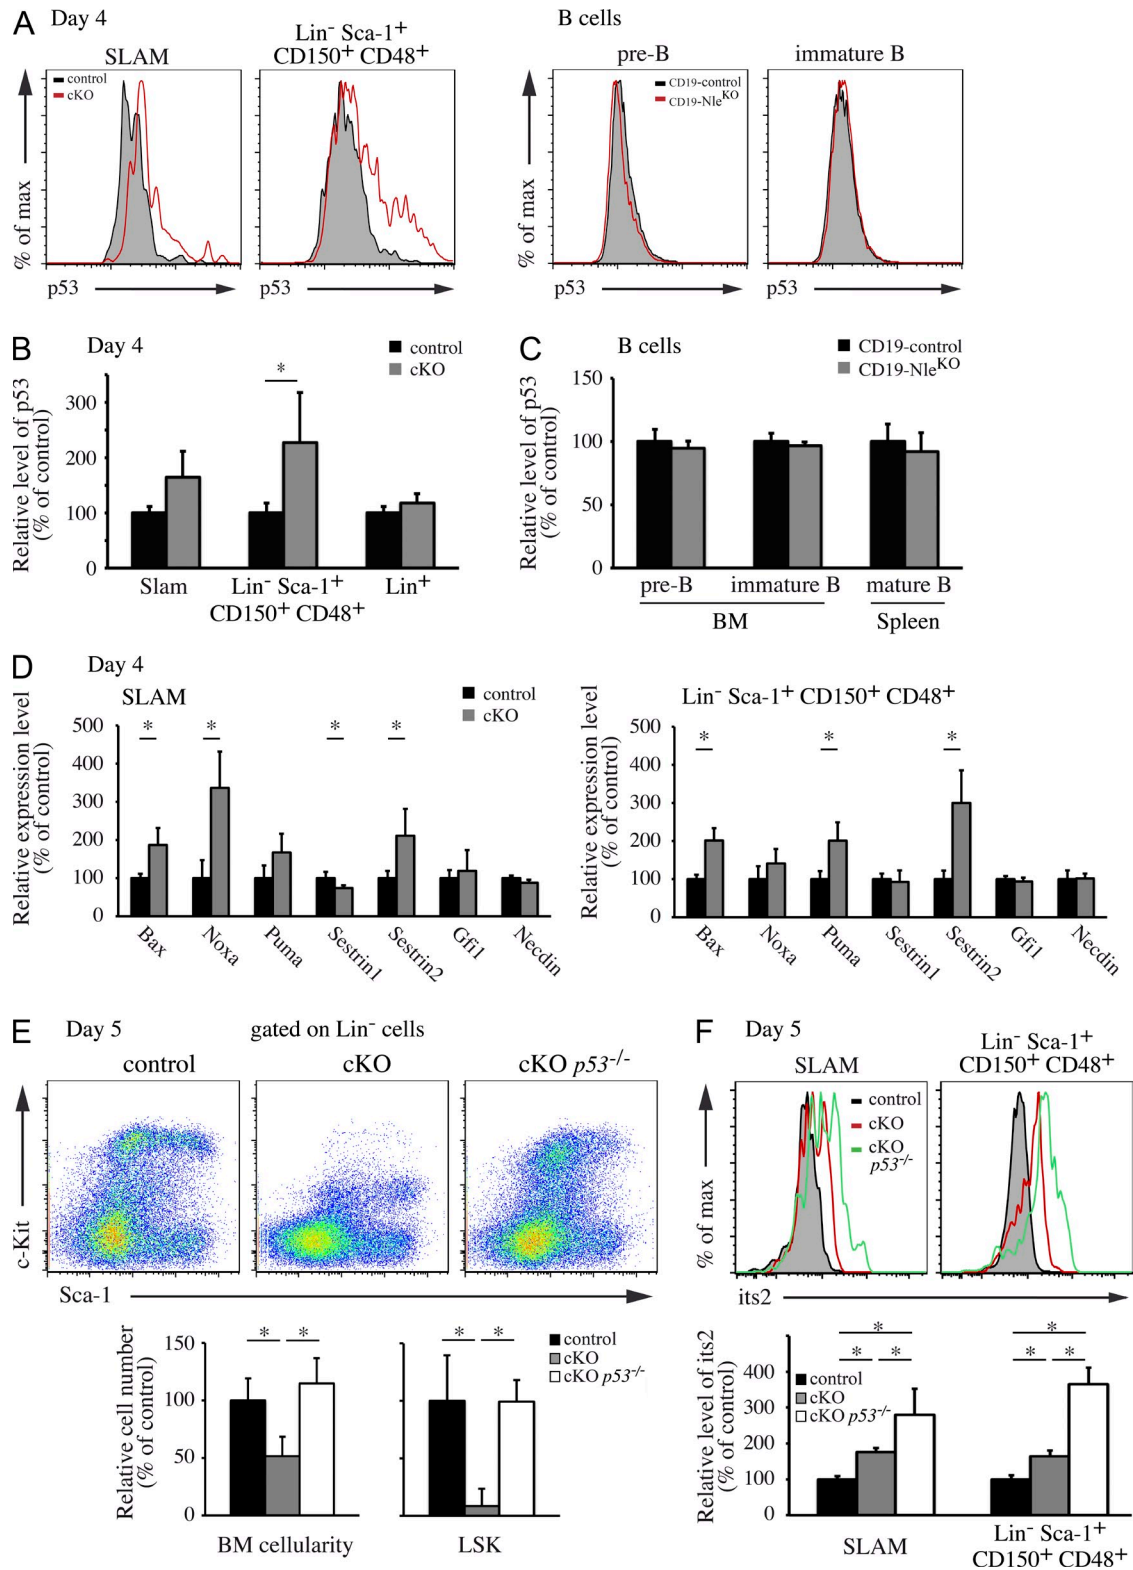 A Day 4
SLAM
Lin- Sca-1+
CD150+ CD48+
control
cKO
% of max
p53
p53
B cells
pre-B
immature B
CD19-control
CD19-NleKO
% of max
p53
p53
B Day 4
control
cKO
*
Relative level of p53
(% of control)
300
200
100
0
Slam
Lin- Sca-1+
CD150+ CD48+
Lin+
C B cells
CD19-control
CD19-NleKO
Relative level of p53
(% of control)
150
100
50
0
pre-B immature B mature B
BM Spleen
D Day 4
SLAM
control
cKO
Relative expression level
(% of control)
500
400
300
200
100
0
* * * *
Bax Noxa Puma Sestrin1 Sestrin2 Gfi1 Necdin
Lin- Sca-1+ CD150+ CD48+
Relative expression level
(% of control)
500
400
300
200
100
0
* * *
Bax Noxa Puma Sestrin1 Sestrin2 Gfi1 Necdin
E Day 5 gated on Lin- cells
control cKO cKO p53-/-
c-Kit
Sca-1
Relative cell number
(% of control)
150
100
50
0
* * * *
control
cKO
cKO p53-/-
BM cellularity LSK
F Day 5
SLAM
Lin- Sca-1+
CD150+ CD48+
control
cKO
cKO
p53-/-
% of max
its2
Relative level of its2
(% of control)
400
300
200
100
0
control
cKO
cKO p53-/-
* *
* * * *
SLAM
Lin- Sca-1+
CD150+ CD48+